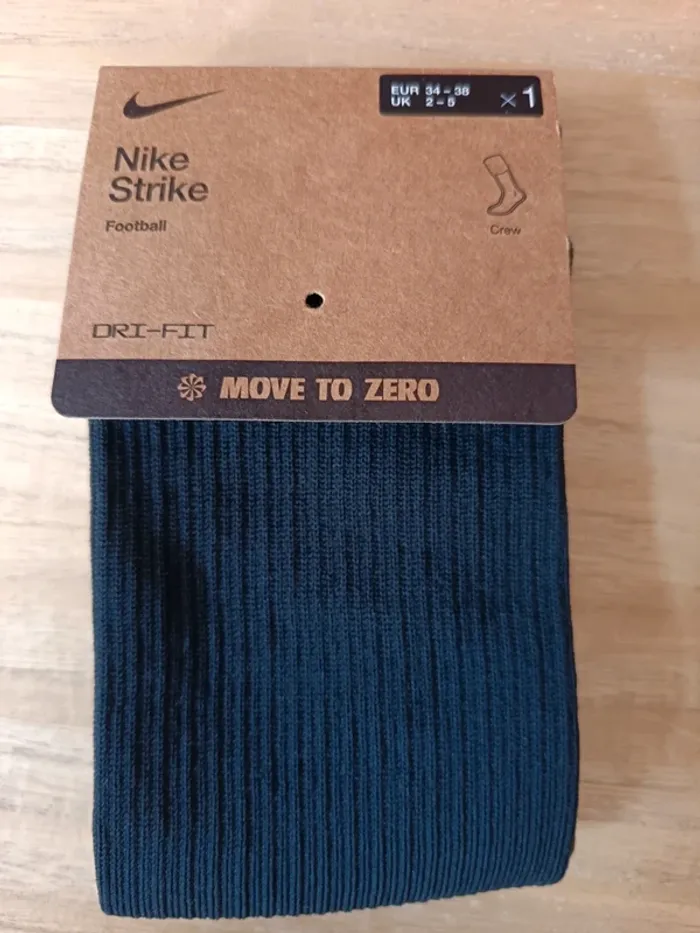 EUR 34 - 38
UK 2 - 5
× 1
Nike
Strike
Football
Crew
DRI-FIT
MOVE TO ZERO